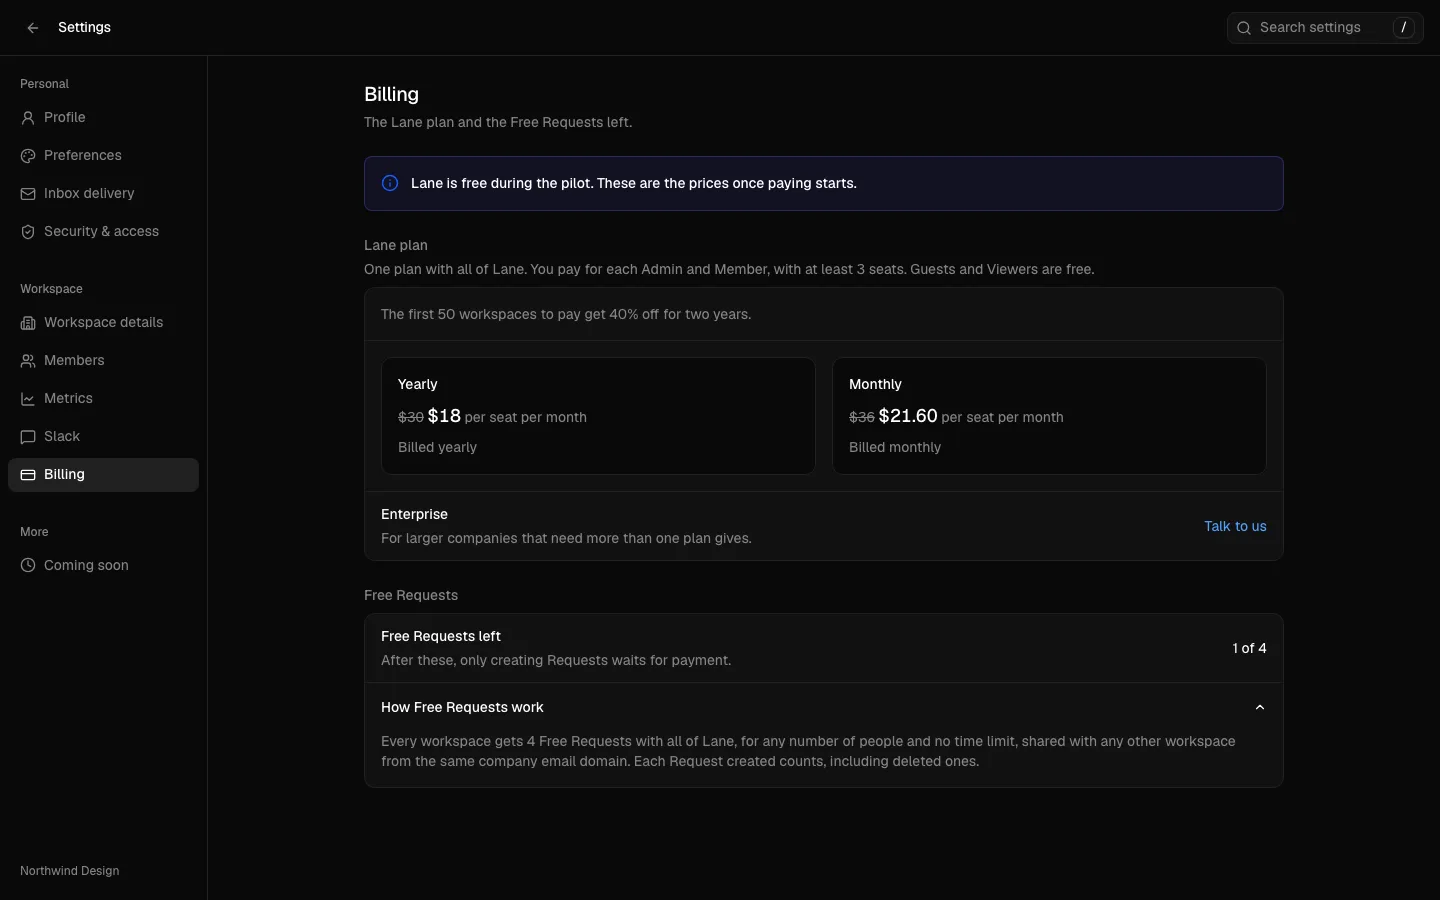 Settings
Search settings
/
Personal
Profile
Preferences
Inbox delivery
Security & access
Workspace
Workspace details
Members
Metrics
Slack
Billing
More
Coming soon
Northwind Design
Billing
The Lane plan and the Free Requests left.
Lane is free during the pilot. These are the prices once paying starts.
Lane plan
One plan with all of Lane. You pay for each Admin and Member, with at least 3 seats. Guests and Viewers are free.
The first 50 workspaces to pay get 40% off for two years.
Yearly
$30 $18 per seat per month
Billed yearly
Monthly
$36 $21.60 per seat per month
Billed monthly
Enterprise
For larger companies that need more than one plan gives.
Talk to us
Free Requests
Free Requests left
After these, only creating Requests waits for payment.
1 of 4
How Free Requests work
Every workspace gets 4 Free Requests with all of Lane, for any number of people and no time limit, shared with any other workspace
from the same company email domain. Each Request created counts, including deleted ones.